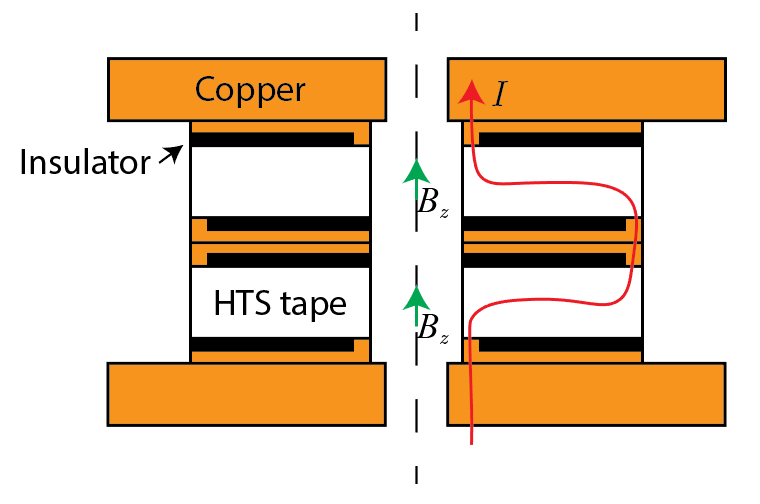 Copper
I
Insulator
B_z
HTS tape
B_z